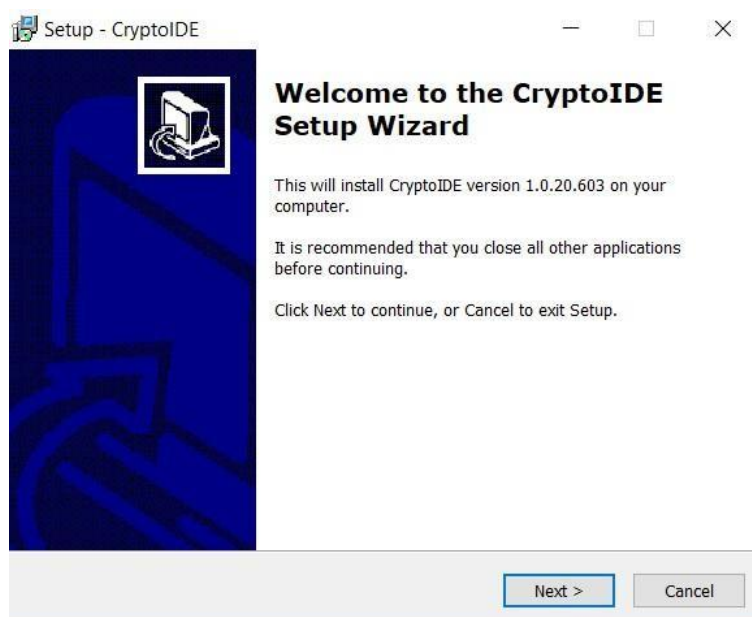 Setup - CryptoIDE
Welcome to the CryptoIDE
Setup Wizard
This will install CryptoIDE version 1.0.20.603 on your
computer.
It is recommended that you close all other applications
before continuing.
Click Next to continue, or Cancel to exit Setup.
Next >
Cancel